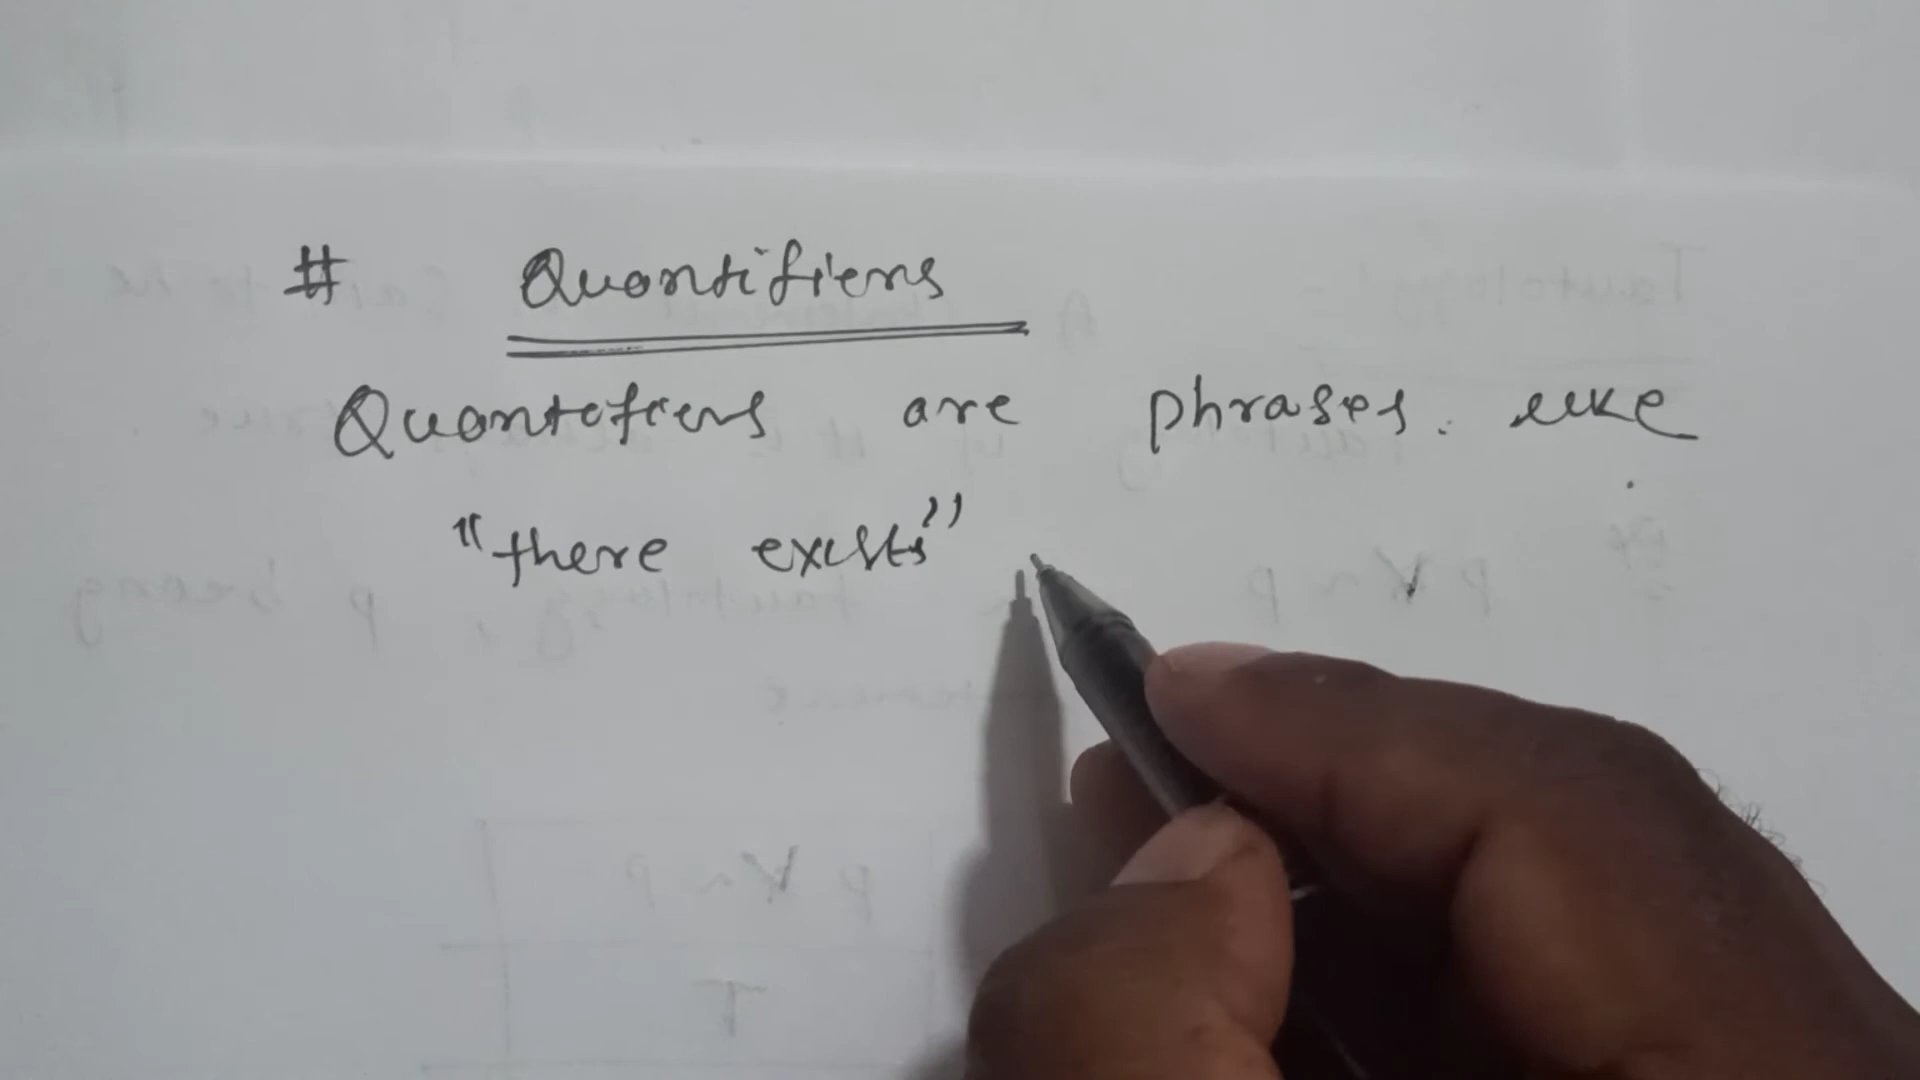 # Quantifiers
Quantifiers are phrases. like
"there exists"